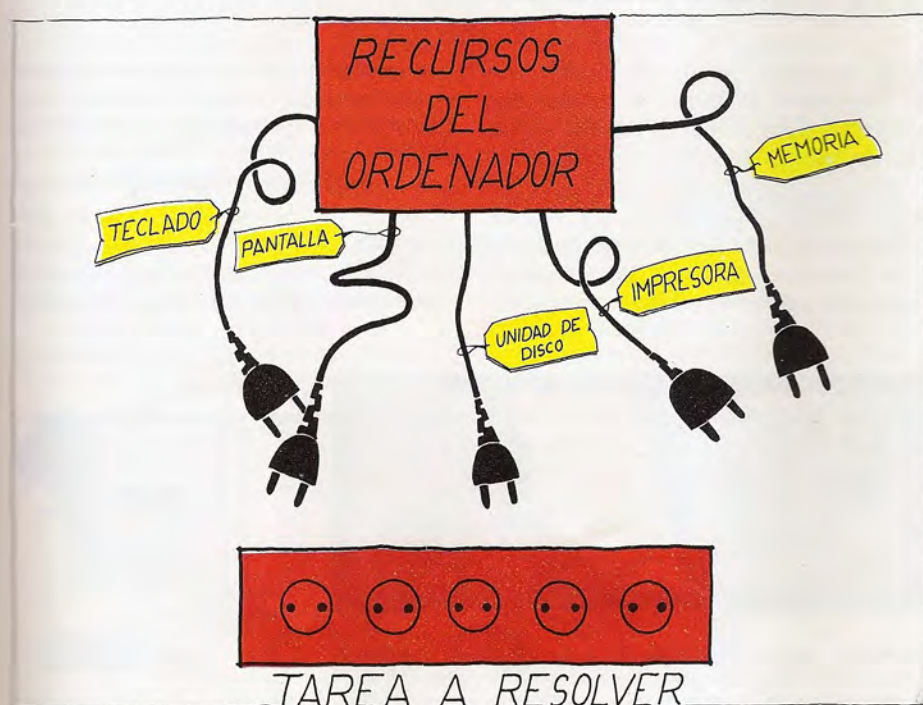 RECURSOS
DEL
ORDENADOR
TECLADO
PANTALLA
UNIDAD DE
DISCO
IMPRESORA
MEMORIA
TAREA A RESOLVER